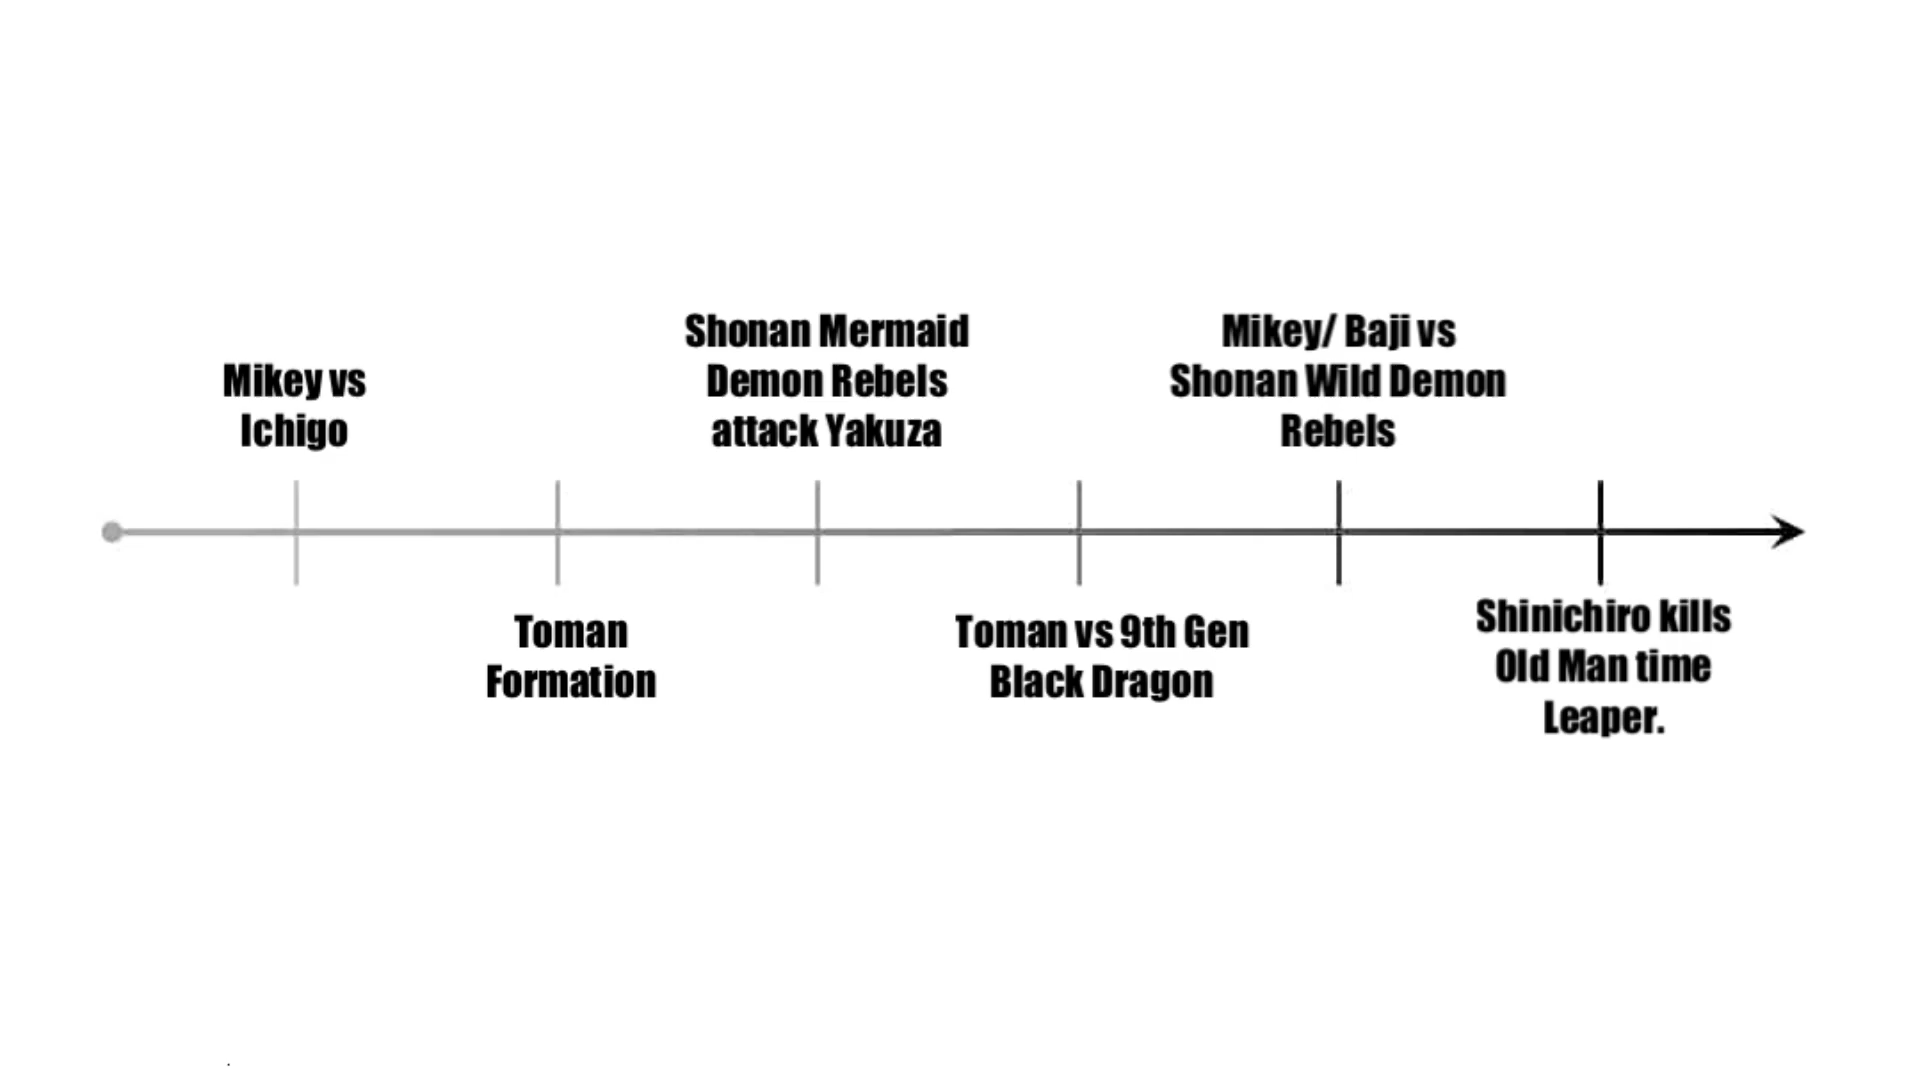 Mikey vs
Ichigo
Toman
Formation
Shonan Mermaid
Demon Rebels
attack Yakuza
Toman vs 9th Gen
Black Dragon
Mikey/ Baji vs
Shonan Wild Demon
Rebels
Shinichiro kills
Old Man time
Leaper.